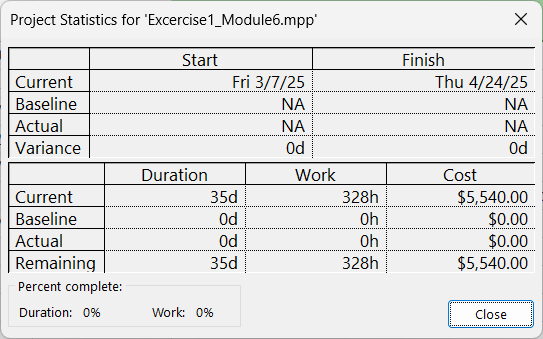 Project Statistics for 'Excercise1_Module6.mpp'
Start Finish
Current Fri 3/7/25 Thu 4/24/25
Baseline NA NA
Actual NA NA
Variance 0d 0d
Duration Work Cost
Current 35d 328h $5,540.00
Baseline 0d 0h $0.00
Actual 0d 0h $0.00
Remaining 35d 328h $5,540.00
Percent complete:
Duration: 0% Work: 0% Close